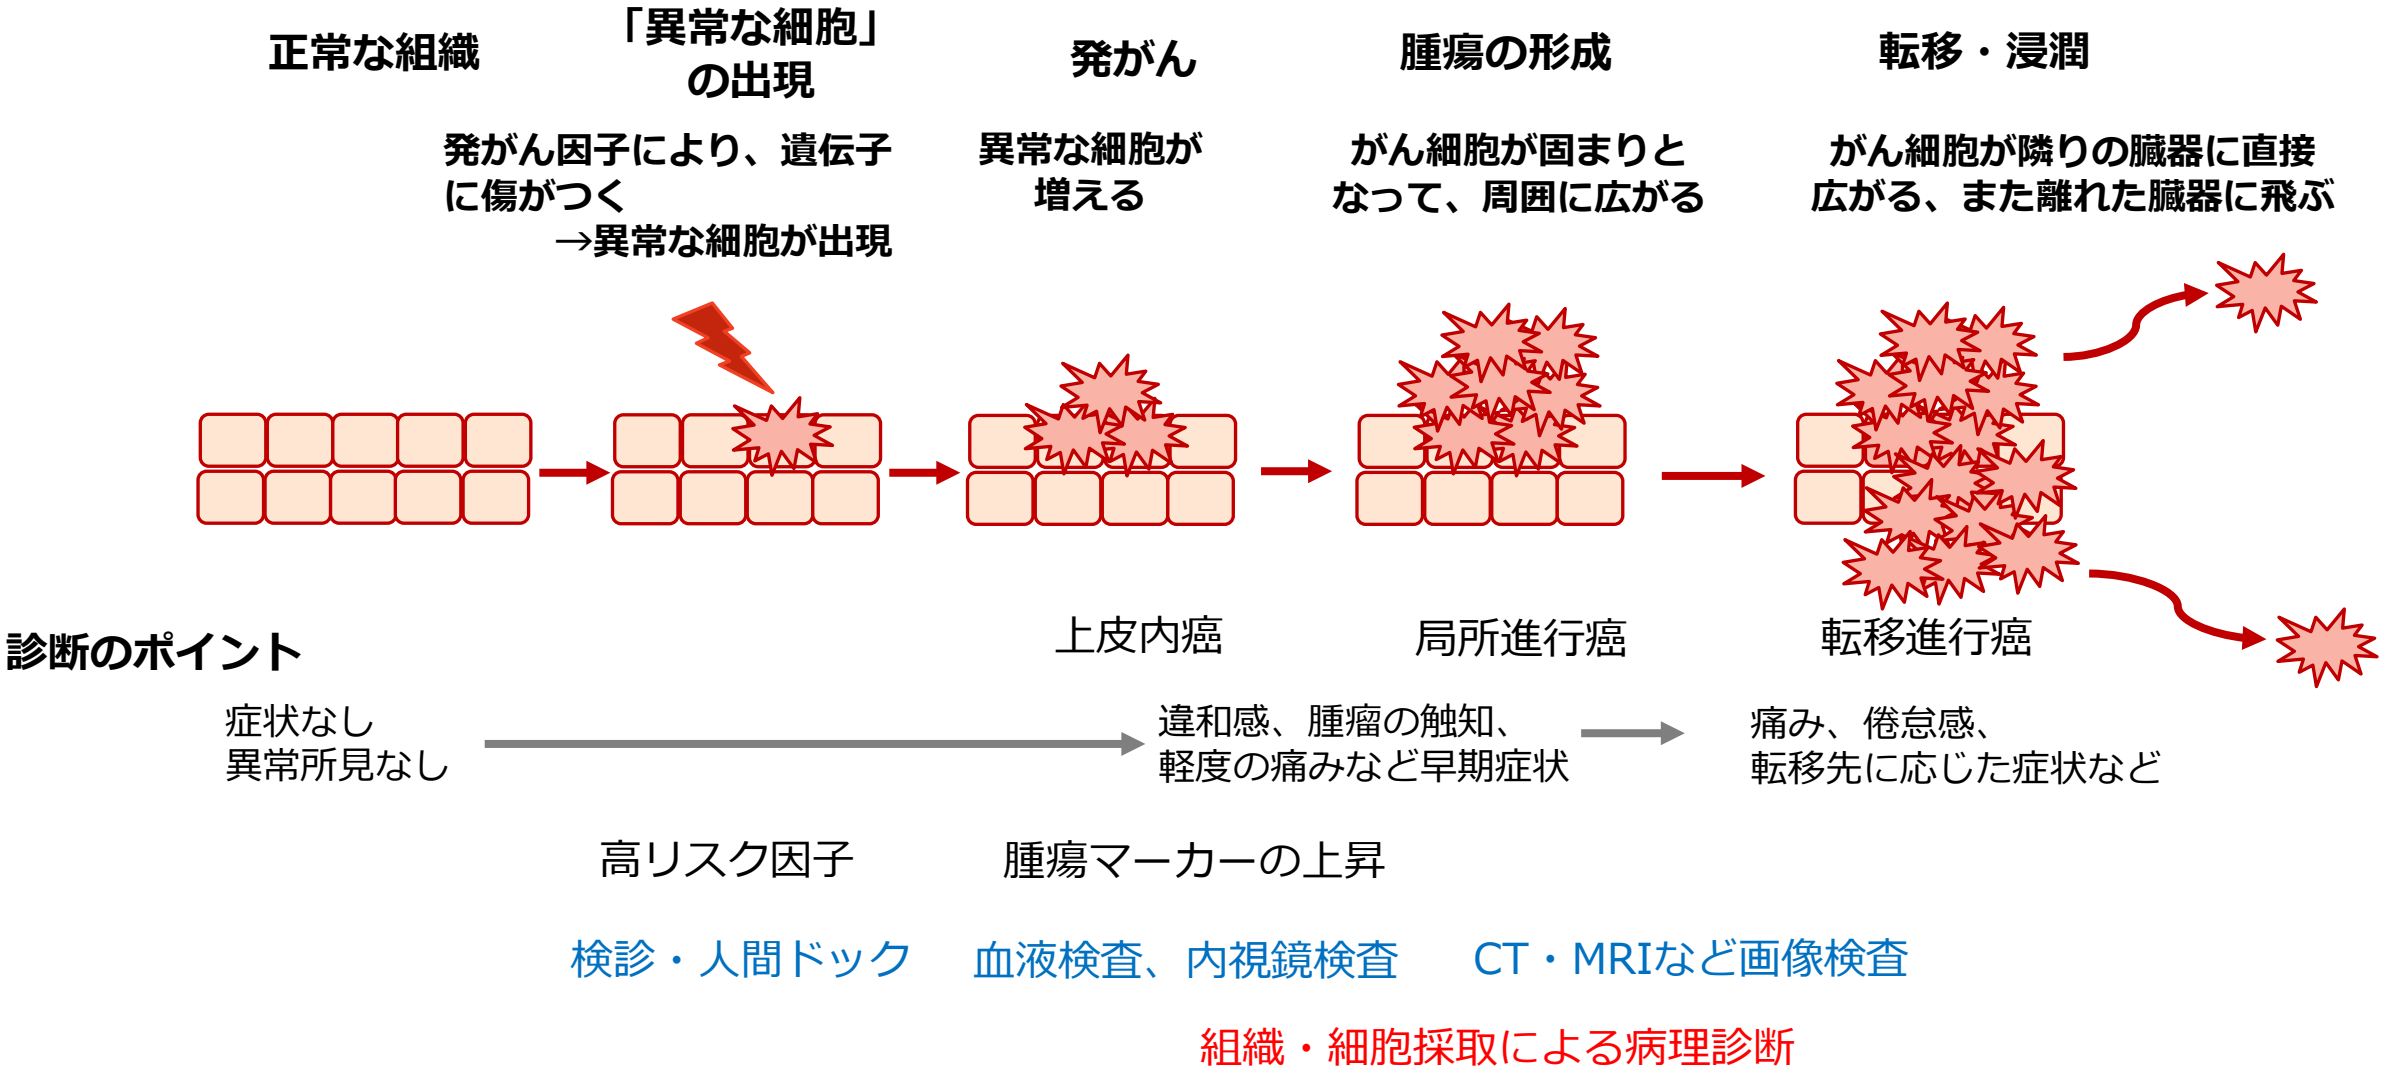 正常な組織
「異常な細胞」
の出現
発がん
腫瘍の形成
転移・浸潤
発がん因子により、遺伝子
に傷がつく
→異常な細胞が出現
異常な細胞が
増える
がん細胞が固まりと
なって、周囲に広がる
がん細胞が隣りの臓器に直接
広がる、また離れた臓器に飛ぶ
診断のポイント
上皮内癌
局所進行癌
転移進行癌
症状なし
異常所見なし
違和感、腫瘤の触知、
軽度の痛みなど早期症状
痛み、倦怠感、
転移先に応じた症状など
高リスク因子
腫瘍マーカーの上昇
検診・人間ドック
血液検査、内視鏡検査
CT・MRIなど画像検査
組織・細胞採取による病理診断